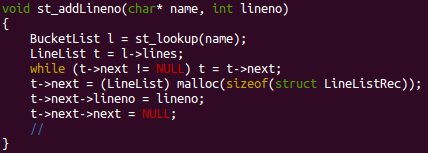 void st_addLineno(char* name, int lineno)
{
    BucketList l = st_lookup(name);
    LineList t = l->lines;
    while (t->next != NULL) t = t->next;
    t->next = (LineList) malloc(sizeof(struct LineListRec));
    t->next->lineno = lineno;
    t->next->next = NULL;
    //
}